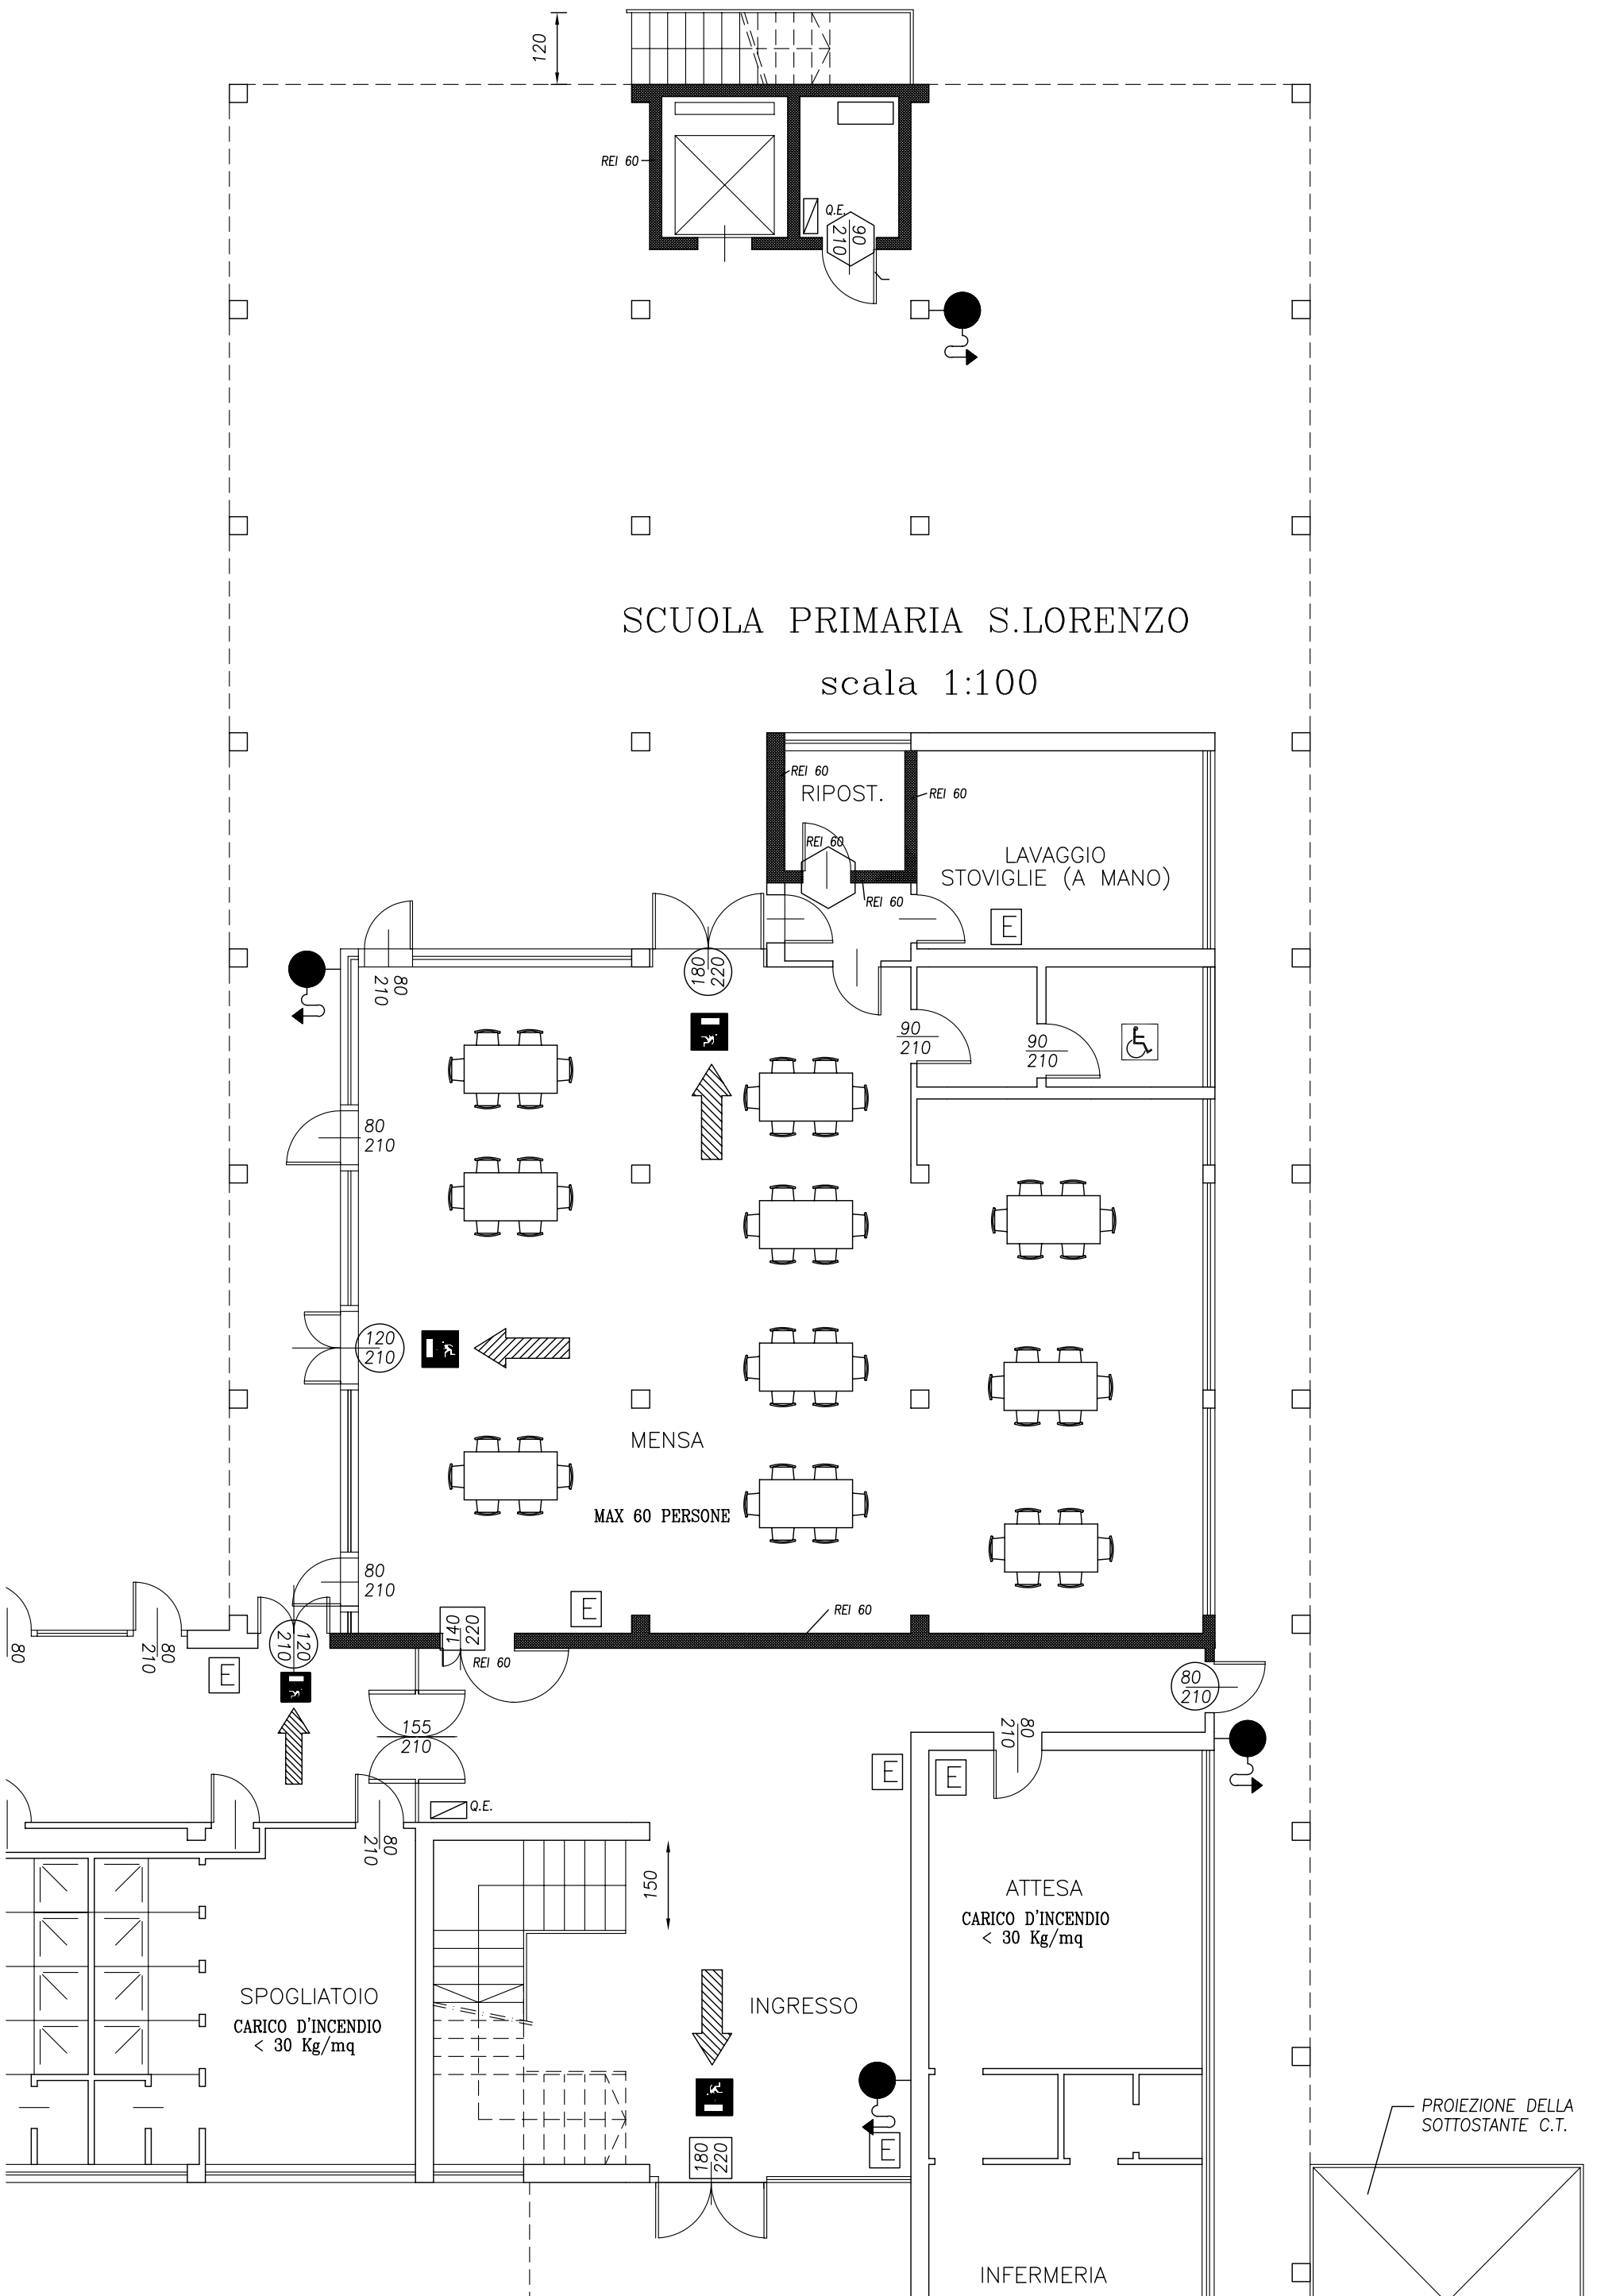 120
REI 60
Q.E.
90
210
SCUOLA PRIMARIA S.LORENZO
scala 1:100
REI 60
RIPOST.
REI 60
REI 60
LAVAGGIO
STOVIGLIE (A MANO)
REI 60
E
80
210
180
220
90
210
90
210
80
210
120
210
MENSA
MAX 60 PERSONE
80
210
E
REI 60
140
220
REI 60
80
80
210
120
210
E
80
210
155
210
80
210
E
E
Q.E.
80
210
150
ATTESA
CARICO D'INCENDIO
< 30 Kg/mq
SPOGLIATOIO
CARICO D'INCENDIO
< 30 Kg/mq
INGRESSO
E
180
220
PROIEZIONE DELLA
SOTTOSTANTE C.T.
INFERMERIA